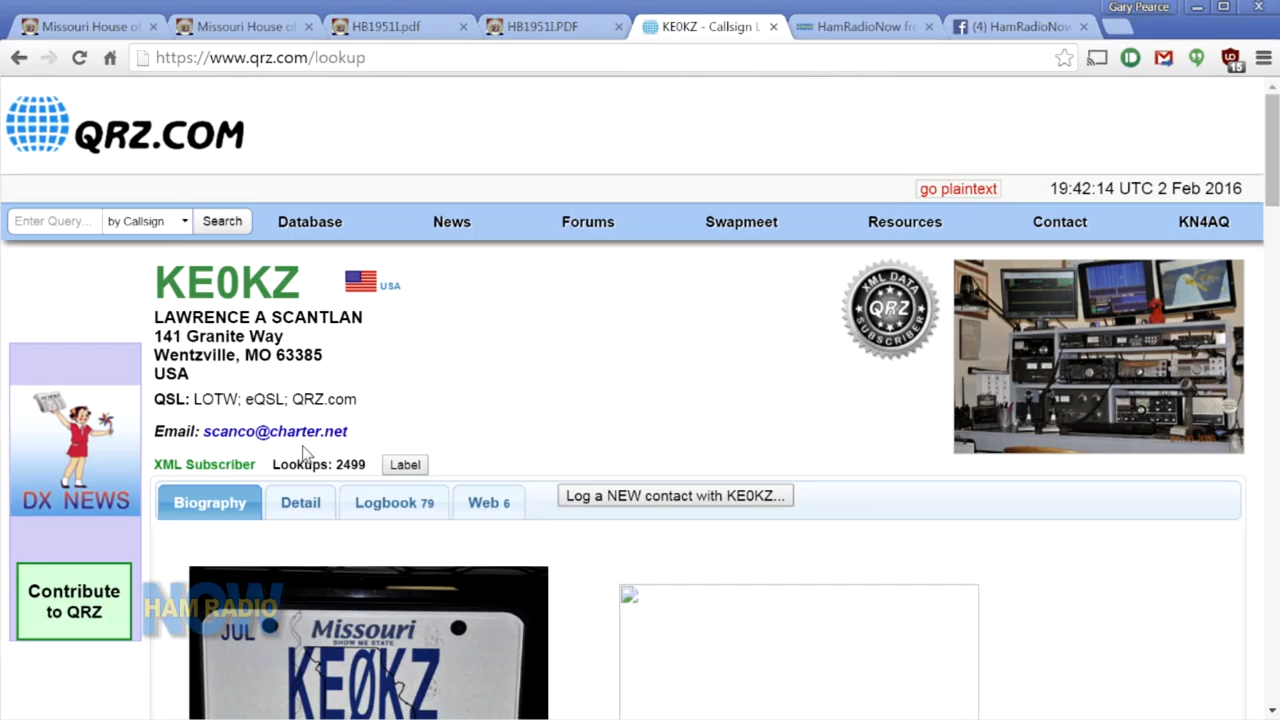 Gary Pearce
Missouri House of
Missouri House of
HB1951I.pdf
HB1951I.PDF
KE0KZ - Callsign L
HamRadioNow fr
(4) HamRadioNow
https://www.qrz.com/lookup
15
QRZ.COM
go plaintext
19:42:14 UTC 2 Feb 2016
Enter Query...
by Callsign
Search
Database
News
Forums
Swapmeet
Resources
Contact
KN4AQ
KE0KZ
USA
LAWRENCE A SCANTLAN
141 Granite Way
Wentzville, MO 63385
USA
QSL: LOTW; eQSL; QRZ.com
Email: scanco@charter.net
XML Subscriber Lookups: 2499 Label
XML DATA
QRZ
SUBSCRIBER
DX NEWS
Biography
Detail
Logbook 79
Web 6
Log a NEW contact with KE0KZ...
Contribute
to QRZ
NOW
HAM RADIO
JUL
Missouri
SHOW ME STATE
KEØKZ